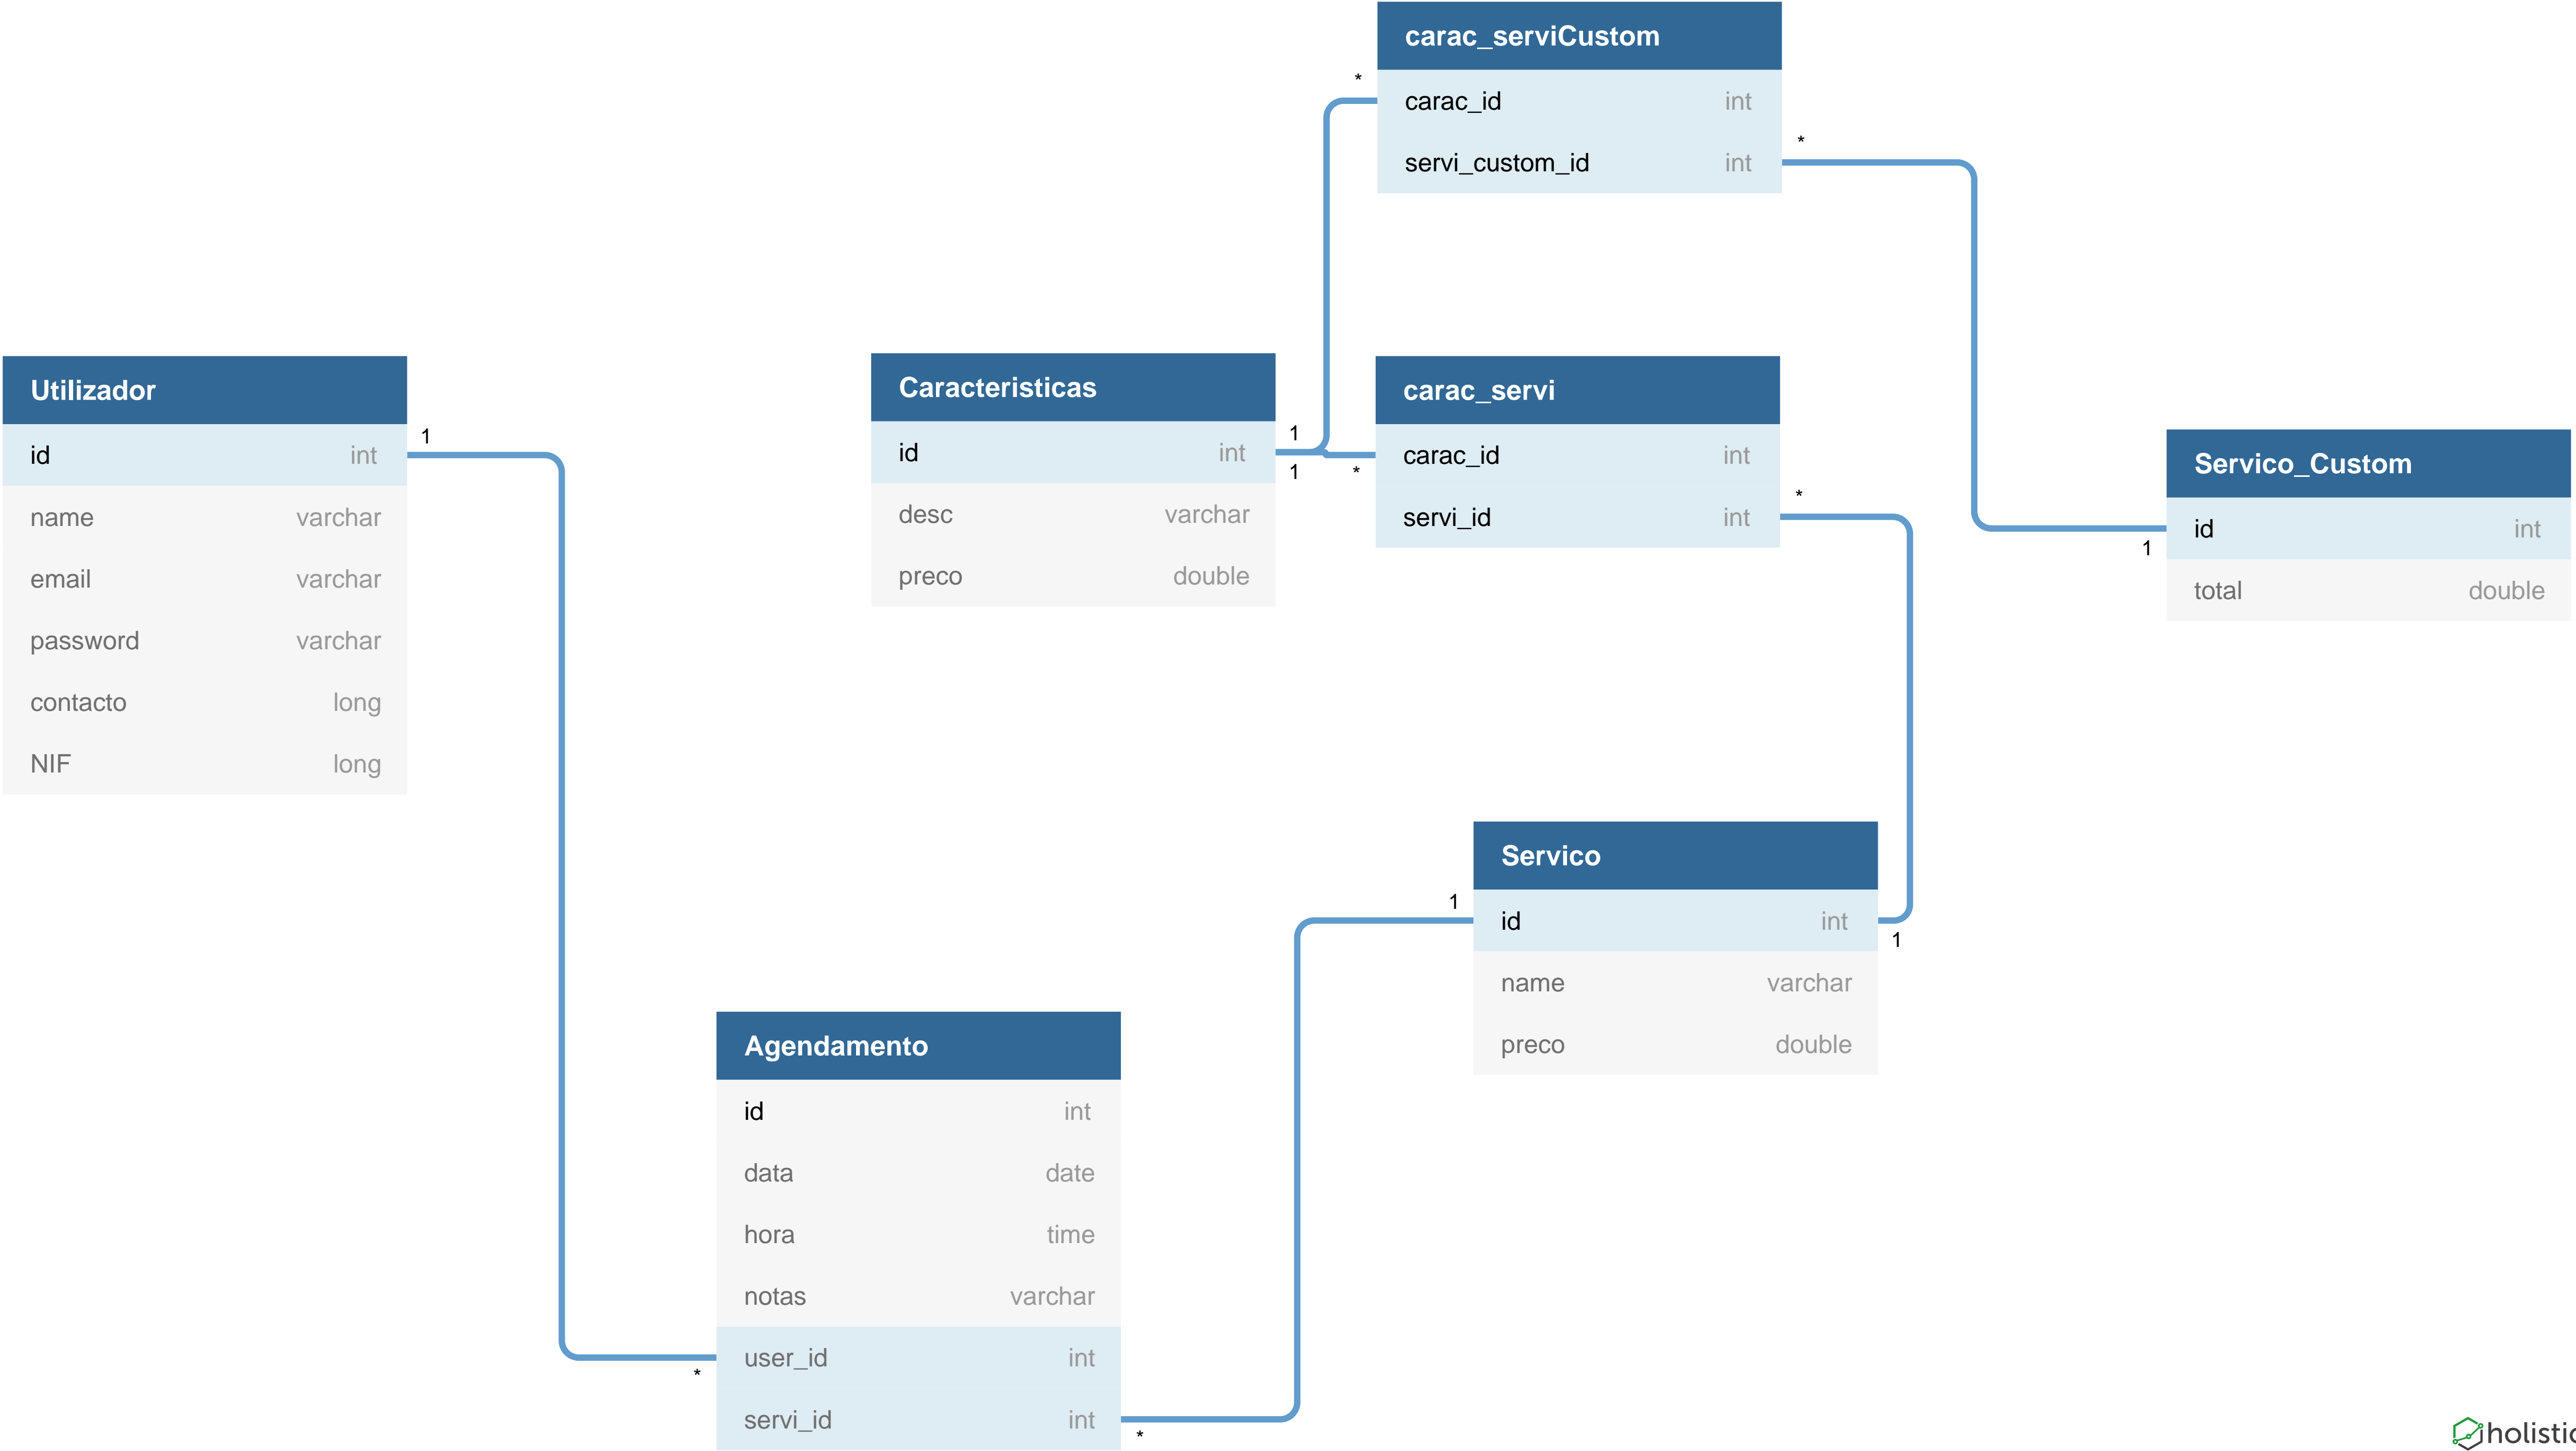 carac_serviCustom
*
carac_id int
*
servi_custom_id int
Utilizador
id int
1
name varchar
email varchar
password varchar
contacto long
NIF long
Caracteristicas
1
id int
1
desc varchar
preco double
carac_servi
carac_id int
*
*
servi_id int
Servico_Custom
id int
1
total double
Servico
1
id int
1
name varchar
preco double
Agendamento
id int
data date
hora time
notas varchar
user_id int
*
servi_id int
*
holistic